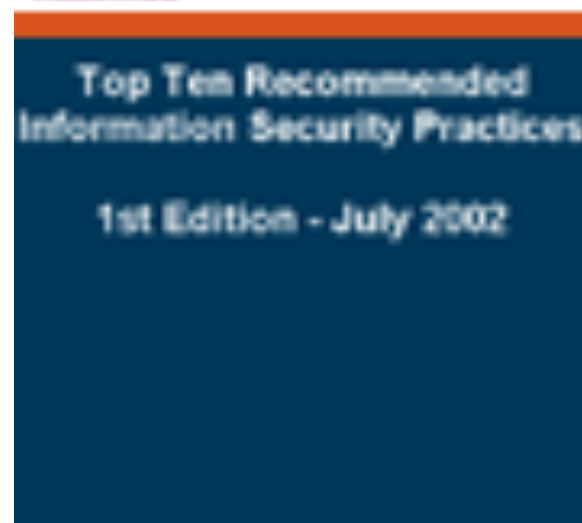 Top Ten Recommended
Information Security Practices
1st Edition - July 2002